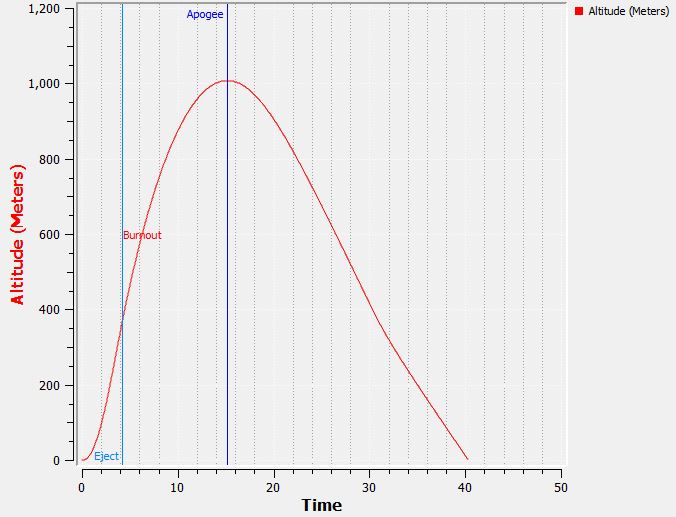 1,200
Apogee
Altitude (Meters)
1,000
800
600
Burnout
400
200
0
Eject
0 10 20 30 40 50
Time
Altitude (Meters)